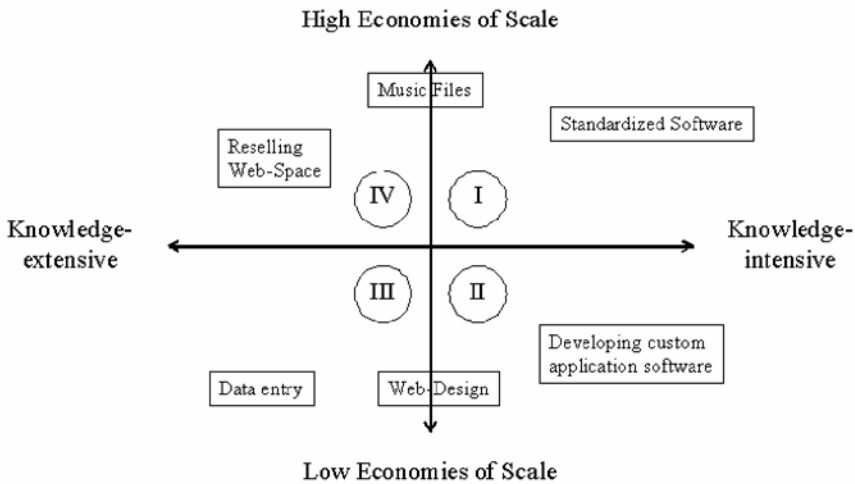 High Economies of Scale
Music Files
Standardized Software
Reselling
Web-Space
IV
I
Knowledge-
extensive
Knowledge-
intensive
III
II
Developing custom
application software
Data entry
Web-Design
Low Economies of Scale